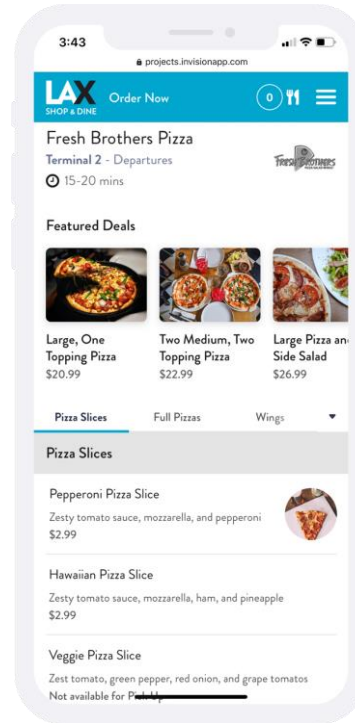 3:43
projects.invisionapp.com
LAX
SHOP & DINE
Order Now
0
Fresh Brothers Pizza
Terminal 2 - Departures
FRESH BROTHERS
15-20 mins
Featured Deals
Large, One
Topping Pizza
$20.99
Two Medium, Two
Topping Pizza
$22.99
Large Pizza an
Side Salad
$26.99
Pizza Slices
Full Pizzas
Wings
Pizza Slices
Pepperoni Pizza Slice
Zesty tomato sauce, mozzarella, and pepperoni
$2.99
Hawaiian Pizza Slice
Zesty tomato sauce, mozzarella, ham, and pineapple
$2.99
Veggie Pizza Slice
Zest tomato, green pepper, red onion, and grape tomatos
Not available for Pick Up